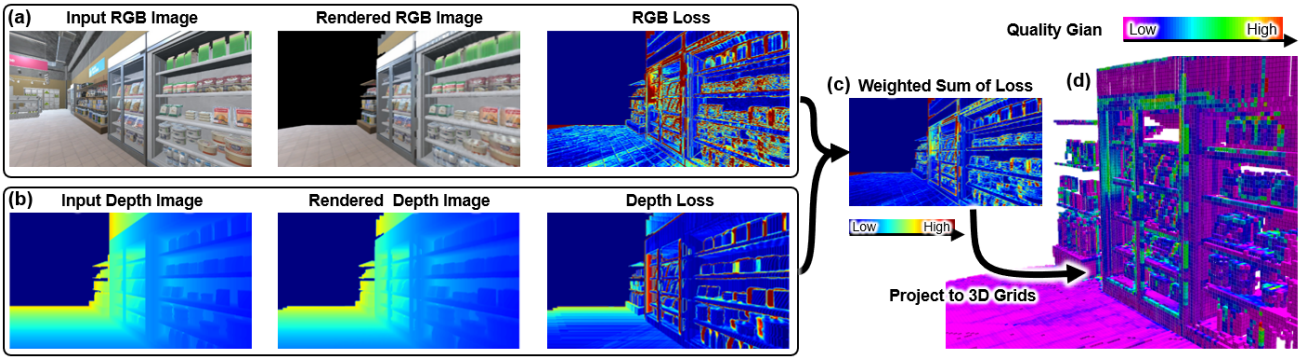 (a) Input RGB Image Rendered RGB Image RGB Loss
(b) Input Depth Image Rendered Depth Image Depth Loss
(c) Weighted Sum of Loss
Low High
Project to 3D Grids
Quality Gian Low High
(d)